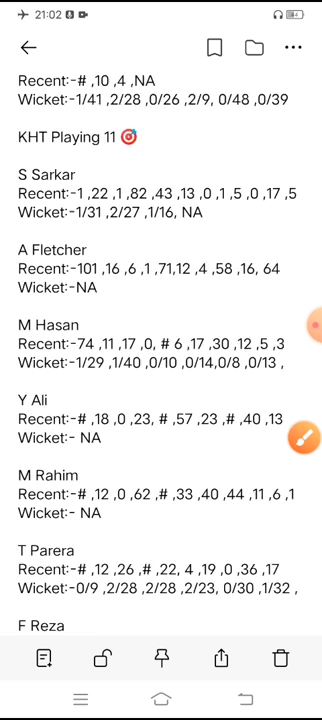 21:02
Recent:-# ,10 ,4 ,NA
Wicket:-1/41 ,2/28 ,0/26 ,2/9, 0/48 ,0/39
KHT Playing 11 🎯
S Sarkar
Recent:-1 ,22 ,1 ,82 ,43 ,13 ,0 ,1 ,5 ,0 ,17 ,5
Wicket:-1/31 ,2/27 ,1/16, NA
A Fletcher
Recent:-101 ,16 ,6 ,1 ,71,12 ,4 ,58 ,16, 64
Wicket:-NA
M Hasan
Recent:-74 ,11 ,17 ,0, # 6 ,17 ,30 ,12 ,5 ,3
Wicket:-1/29 ,1/40 ,0/10 ,0/14,0/8 ,0/13 ,
Y Ali
Recent:-# ,18 ,0 ,23, # ,57 ,23 ,# ,40 ,13
Wicket:- NA
M Rahim
Recent:-# ,12 ,0 ,62 ,# ,33 ,40 ,44 ,11 ,6 ,1
Wicket:- NA
T Parera
Recent:-# ,12 ,26 ,# ,22, 4 ,19 ,0 ,36 ,17
Wicket:-0/9 ,2/28 ,2/28 ,2/23, 0/30 ,1/32 ,
F Reza